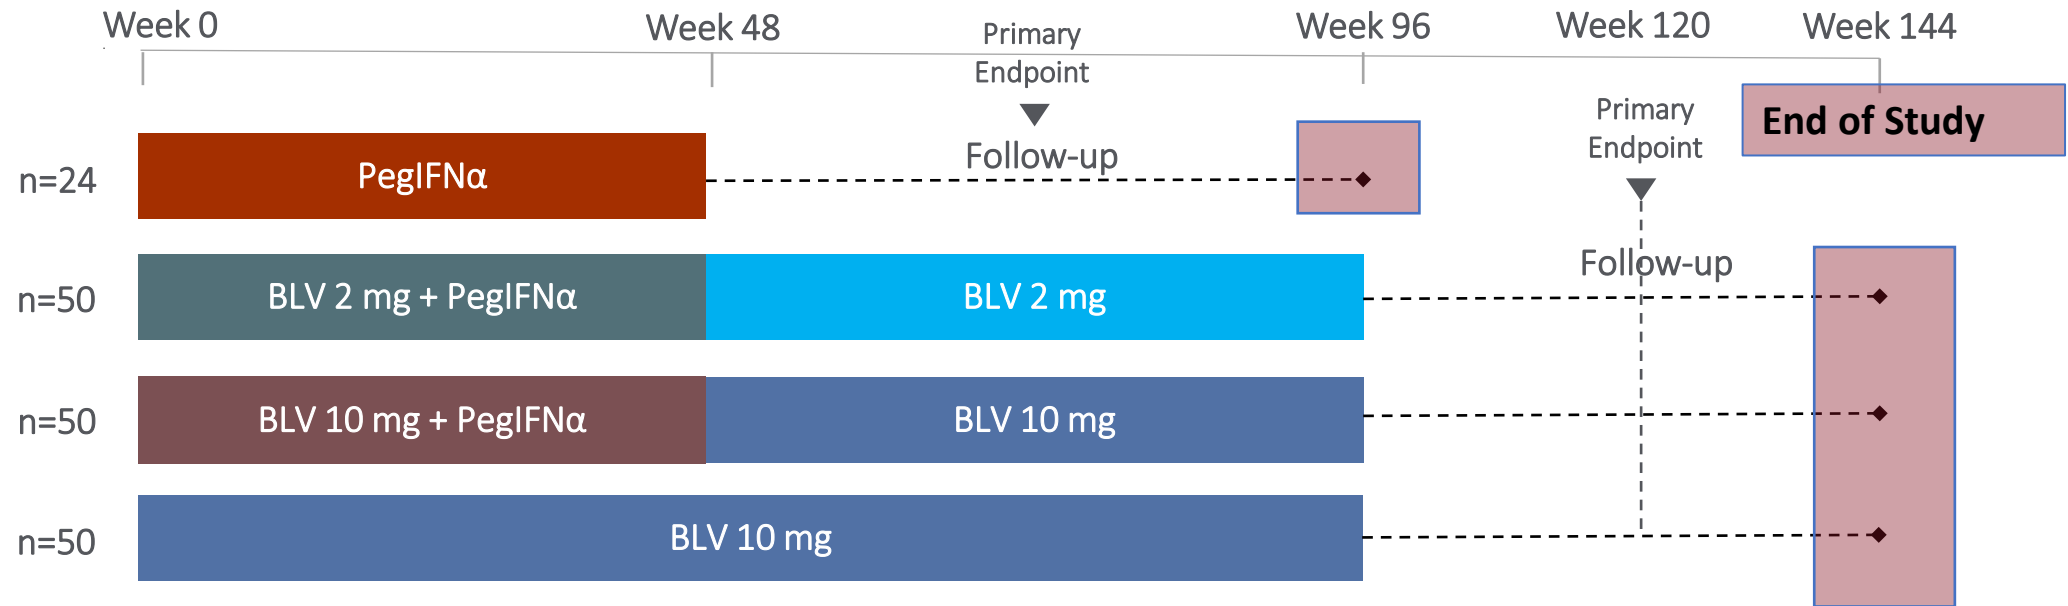 Week 0
Week 48
Primary
Endpoint
Week 96
Week 120
Week 144
End of Study
Primary
Endpoint
n=24
PegIFNα
Follow-up
n=50
BLV 2 mg + PegIFNα
BLV 2 mg
Follow-up
n=50
BLV 10 mg + PegIFNα
BLV 10 mg
n=50
BLV 10 mg